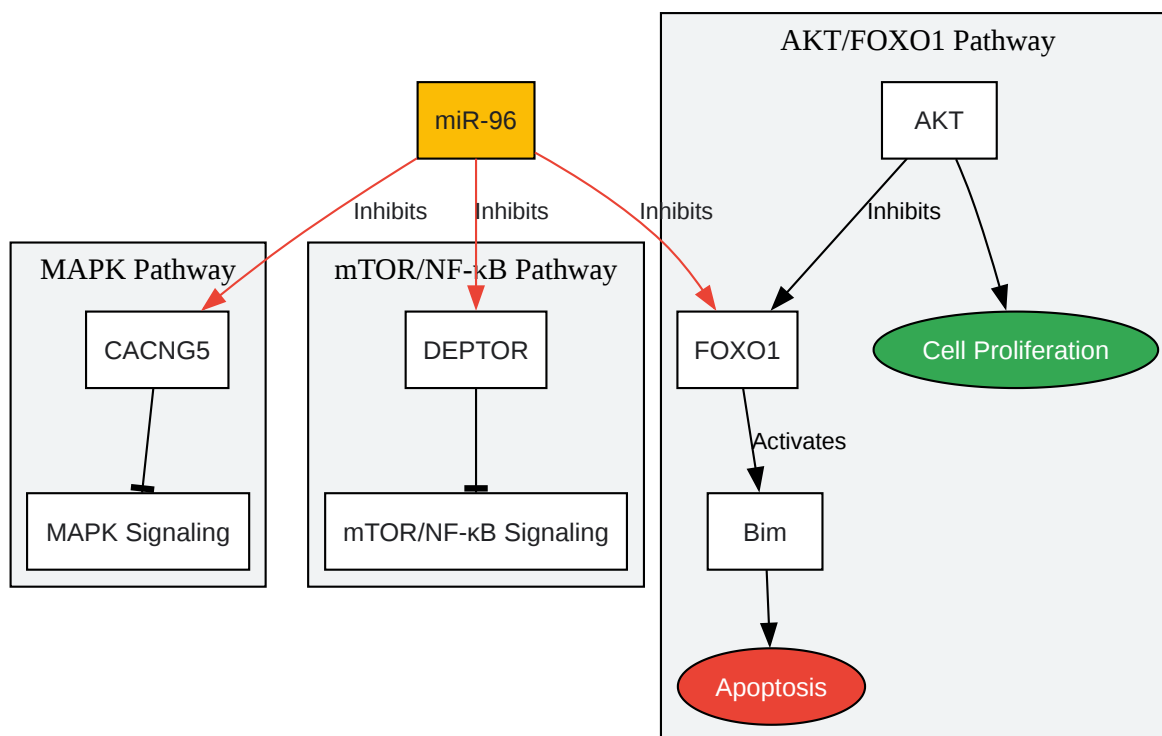 AKT/FOXO1 Pathway
miR-96
AKT
Inhibits
Inhibits
Inhibits
Inhibits
MAPK Pathway
mTOR/NF-κB Pathway
CACNG5
DEPTOR
FOXO1
Cell Proliferation
Activates
MAPK Signaling
mTOR/NF-κB Signaling
Bim
Apoptosis